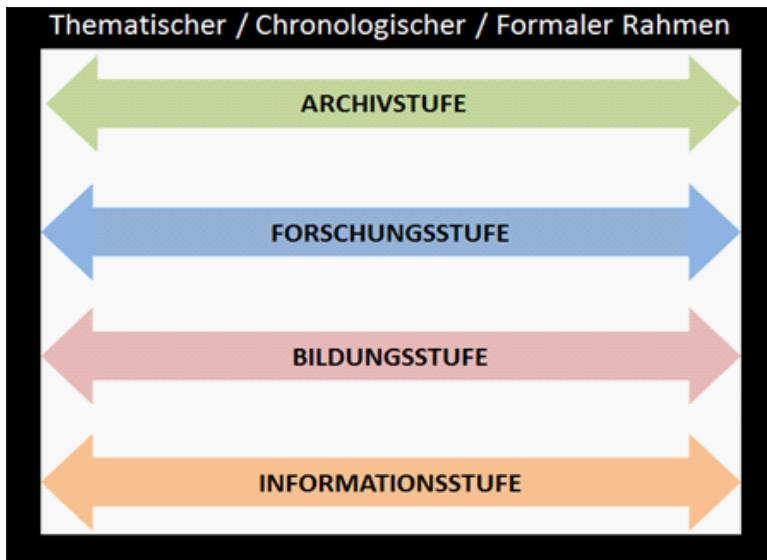 Thematischer / Chronologischer / Formaler Rahmen
ARCHIVSTUFE
FORSCHUNGSSTUFE
BILDUNGSSTUFE
INFORMATIONSSTUFE